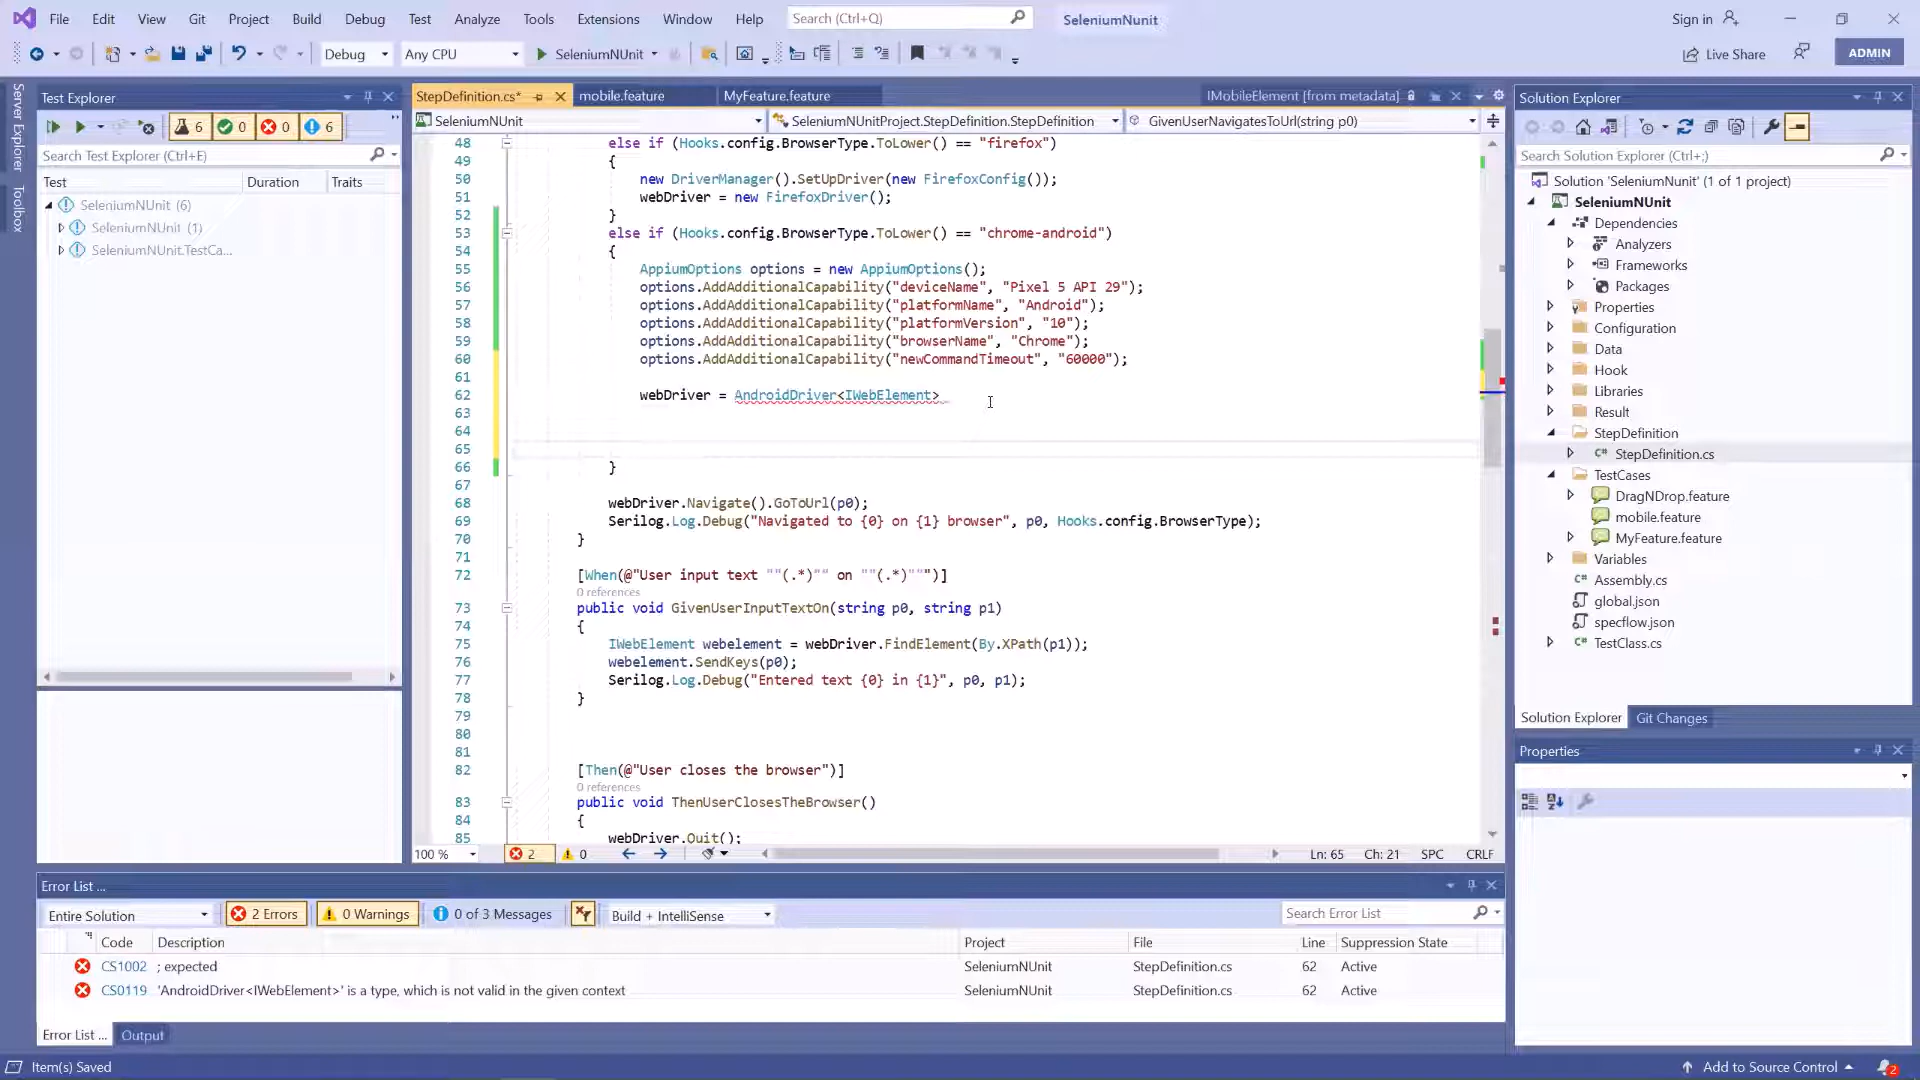 File Edit View Git Project Build Debug Test Analyze Tools Extensions Window Help Search (Ctrl+Q) SeleniumNunit Sign in
Debug Any CPU SeleniumNUnit Live Share ADMIN
Server Explorer
Toolbox
Test Explorer
6 0 0 6
Search Test Explorer (Ctrl+E)
Test Duration Traits
SeleniumNUnit (6)
SeleniumNUnit (1)
SeleniumNUnit.TestCa...
StepDefinition.cs* mobile.feature MyFeature.feature IMobileElement [from metadata]
SeleniumNUnit SeleniumNUnitProject.StepDefinition.StepDefinition GivenUserNavigatesToUrl(string p0)
48 else if (Hooks.config.BrowserType.ToLower() == "firefox")
49 {
50 new DriverManager().SetUpDriver(new FirefoxConfig());
51 webDriver = new FirefoxDriver();
52 }
53 else if (Hooks.config.BrowserType.ToLower() == "chrome-android")
54 {
55 AppiumOptions options = new AppiumOptions();
56 options.AddAdditionalCapability("deviceName", "Pixel 5 API 29");
57 options.AddAdditionalCapability("platformName", "Android");
58 options.AddAdditionalCapability("platformVersion", "10");
59 options.AddAdditionalCapability("browserName", "Chrome");
60 options.AddAdditionalCapability("newCommandTimeout", "60000");
61
62 webDriver = AndroidDriver<IWebElement>
63
64
65
66 }
67
68 webDriver.Navigate().GoToUrl(p0);
69 Serilog.Log.Debug("Navigated to {0} on {1} browser", p0, Hooks.config.BrowserType);
70 }
71
72 [When(@"User input text ""(.*)"" on ""(.*)""")]
0 references
73 public void GivenUserInputTextOn(string p0, string p1)
74 {
75 IWebElement webelement = webDriver.FindElement(By.XPath(p1));
76 webelement.SendKeys(p0);
77 Serilog.Log.Debug("Entered text {0} in {1}", p0, p1);
78 }
79
80
81
82 [Then(@"User closes the browser")]
0 references
83 public void ThenUserClosesTheBrowser()
84 {
85 webDriver.Quit();
100 % 2 0 Ln: 65 Ch: 21 SPC CRLF
Solution Explorer
Search Solution Explorer (Ctrl+;)
Solution 'SeleniumNunit' (1 of 1 project)
SeleniumNUnit
Dependencies
Analyzers
Frameworks
Packages
Properties
Configuration
Data
Hook
Libraries
Result
StepDefinition
StepDefinition.cs
TestCases
DragNDrop.feature
mobile.feature
MyFeature.feature
Variables
Assembly.cs
global.json
specflow.json
TestClass.cs
Solution Explorer Git Changes
Properties
Error List ...
Entire Solution 2 Errors 0 Warnings 0 of 3 Messages Build + IntelliSense Search Error List
Code Description Project File Line Suppression State
CS1002 ; expected SeleniumNUnit StepDefinition.cs 62 Active
CS0119 'AndroidDriver<IWebElement>' is a type, which is not valid in the given context SeleniumNUnit StepDefinition.cs 62 Active
Error List ... Output
Item(s) Saved Add to Source Control 2